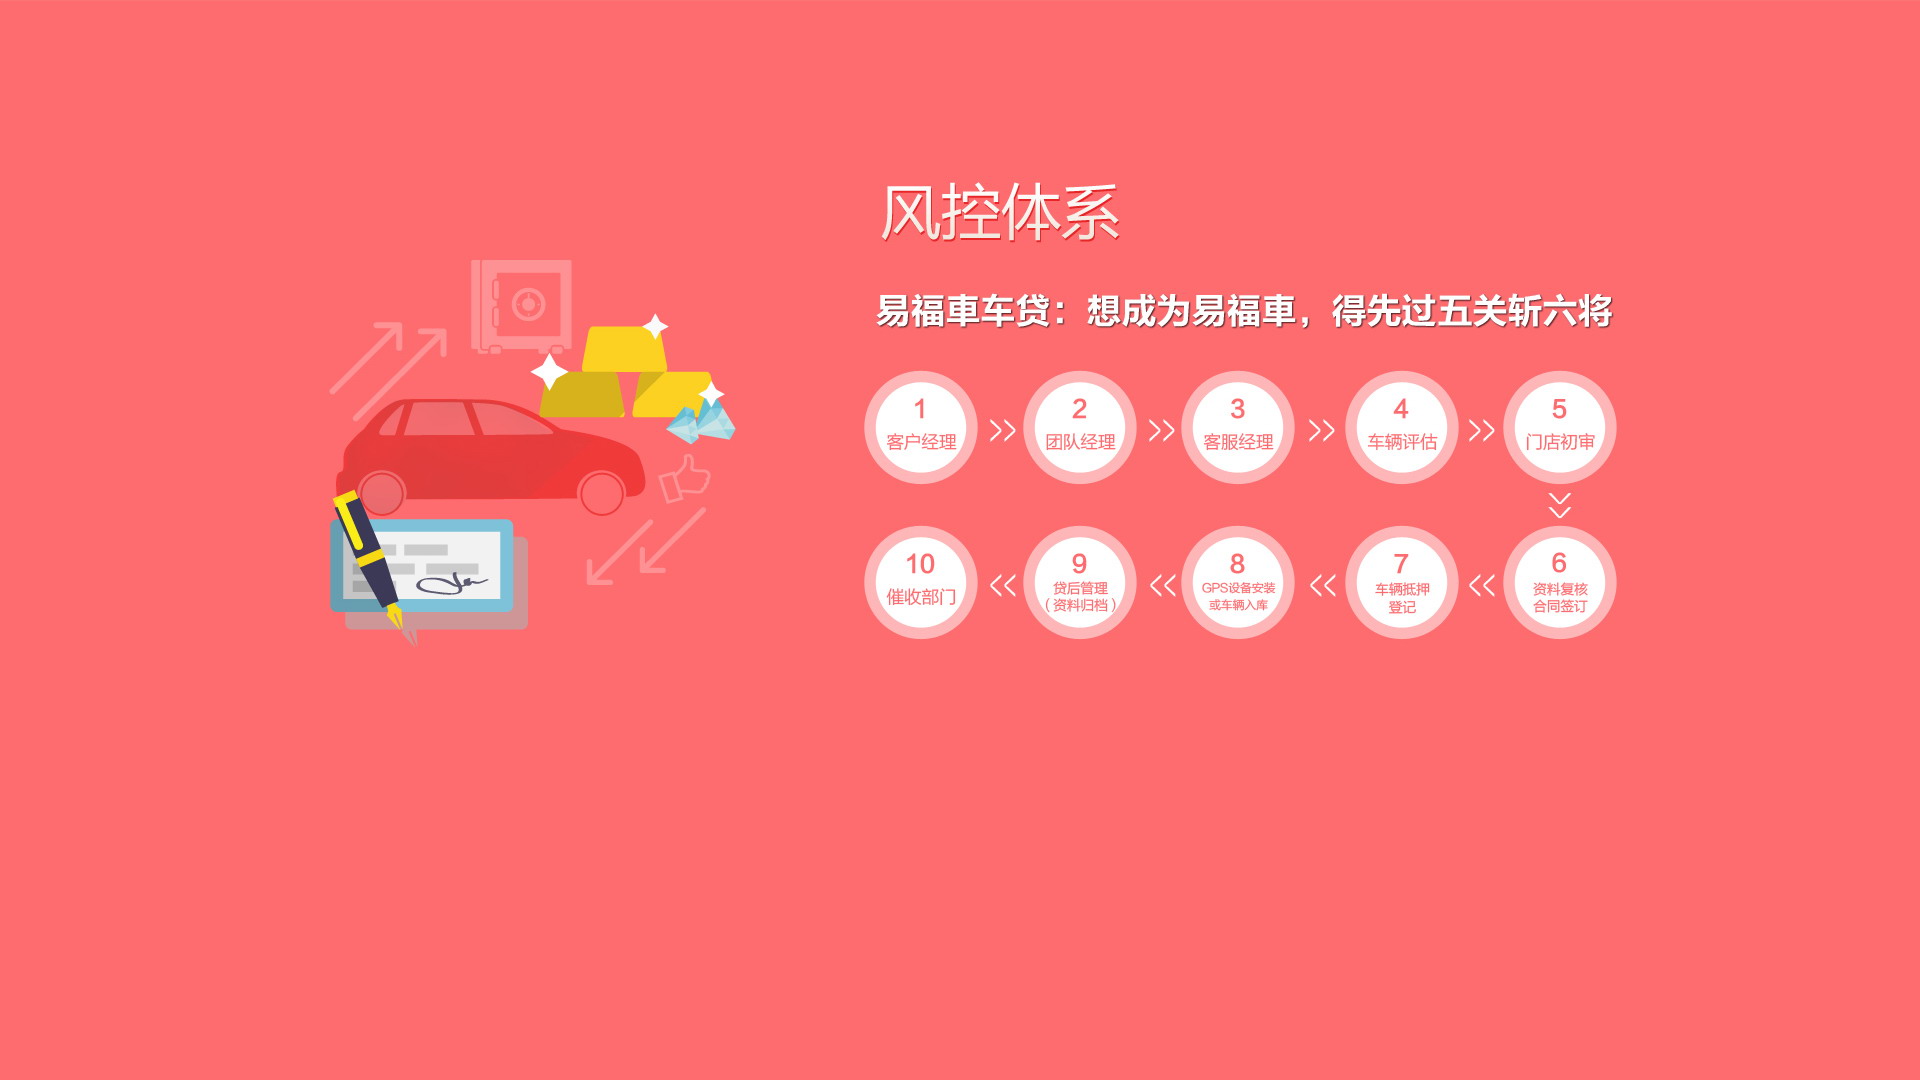 风控体系
易福車车贷：想成为易福車，得先过五关斩六将
1
客户经理
2
团队经理
3
客服经理
4
车辆评估
5
门店初审
6
资料复核
合同签订
7
车辆抵押
登记
8
GPS设备安装
或车辆入库
9
贷后管理
（资料归档）
10
催收部门